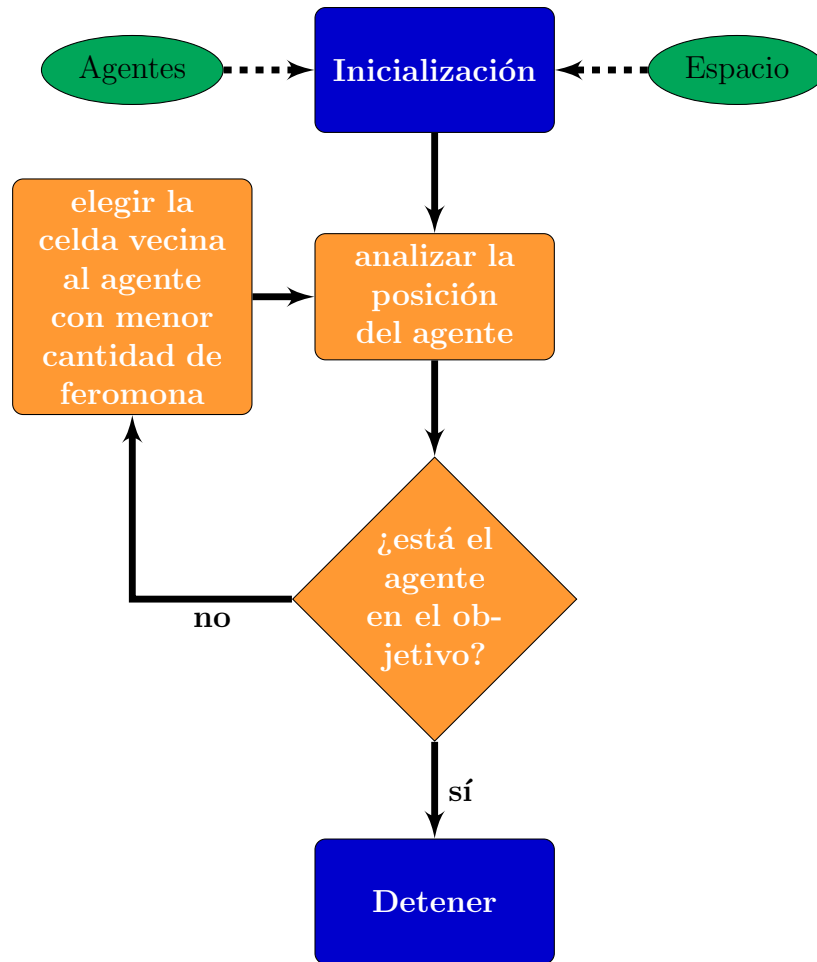 Agentes
Inicialización
Espacio
elegir la
celda vecina
al agente
con menor
cantidad de
feromona
analizar la
posición
del agente
¿está el
agente
en el ob-
jetivo?
no
sí
Detener